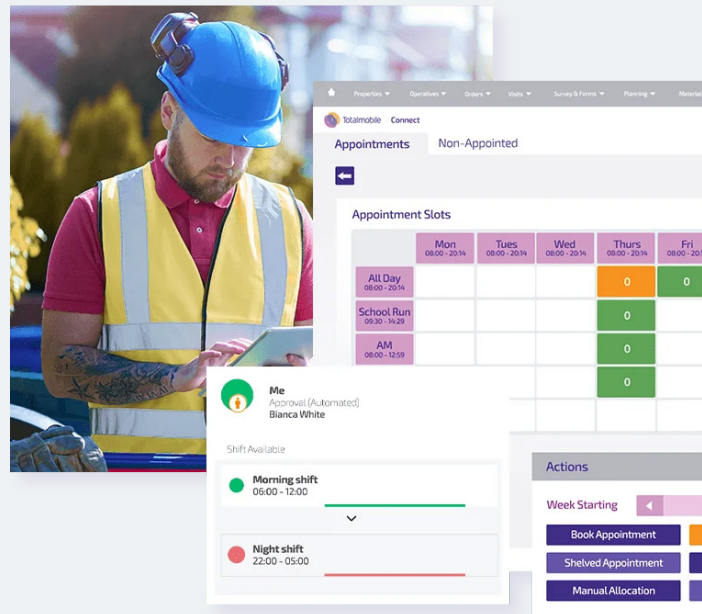 Properties
Operatives
Orders
Visits
Survey & Forms
Planning
Material
Totalmobile Connect
Appointments
Non-Appointed
Appointment Slots
Mon
Tues
Wed
Thurs
Fri
08:00 - 20:14
08:00 - 20:14
08:00 - 20:14
08:00 - 20:14
08:00 - 20:1
All Day
08:00 - 20:14
0
0
School Run
09:30 - 14:29
0
AM
08:00 - 12:59
0
0
Me
Approval (Automated)
Bianca White
Shift Available
Morning shift
06:00 - 12:00
Night shift
22:00 - 05:00
Actions
Week Starting
Book Appointment
Shelved Appointment
Manual Allocation